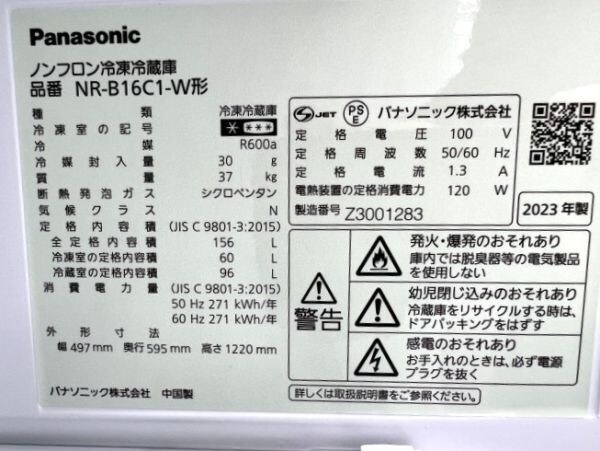 Panasonic
ノンフロン冷凍冷蔵庫
品番 NR-B16C1-W形
種類 冷凍冷蔵庫
冷凍室の記号 * ***
冷媒 R600a
冷媒封入量 30 g
質量 37 kg
断熱発泡ガス シクロペンタン
気候クラス N
定格内容積 (JIS C 9801-3:2015)
全定格内容積 156 L
冷凍室の定格内容積 60 L
冷蔵室の定格内容積 96 L
消費電力量 (JIS C 9801-3:2015)
50 Hz 271 kWh/年
60 Hz 271 kWh/年
外形寸法
幅 497mm 奥行 595mm 高さ 1220mm
パナソニック株式会社 中国製
S JET PS E パナソニック株式会社
定格電圧 100 V
定格周波数 50/60 Hz
定格電流 1.3 A
電熱装置の定格消費電力 120 W
製造番号 Z3001283
2023年製
警告
発火・爆発のおそれあり
庫内では脱臭器等の電気製品
を使用しない
幼児閉じ込みのおそれあり
冷蔵庫をリサイクルする時は、
ドアパッキングをはずす
感電のおそれあり
お手入れのときは、必ず電源
プラグを抜く
詳しくは取扱説明書をご参照ください。